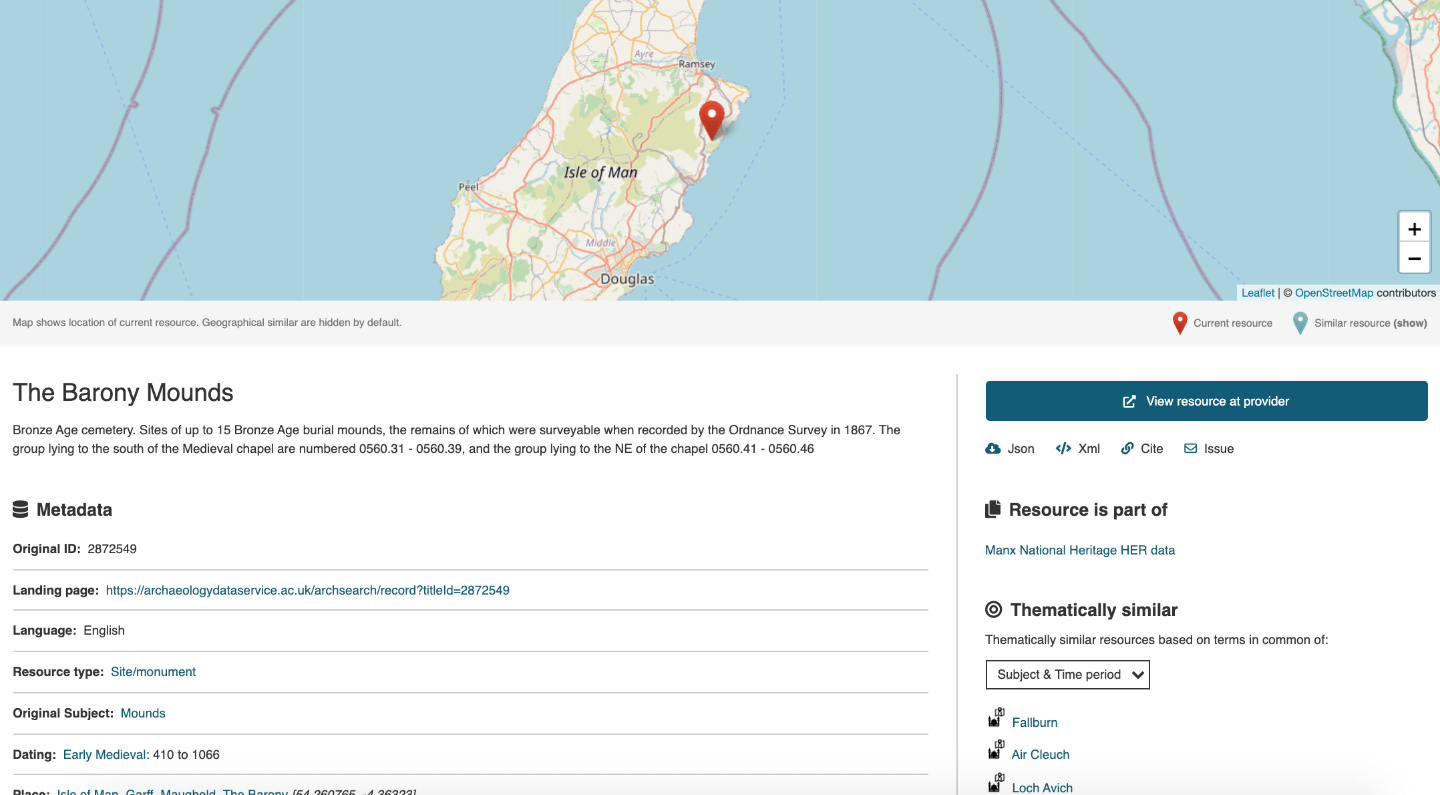 Ayre
Ramsey
Isle of Man
Peel
Middle
Douglas
+
−
Leaflet | © OpenStreetMap contributors
Map shows location of current resource. Geographical similar are hidden by default.
Current resource
Similar resource (show)
The Barony Mounds
Bronze Age cemetery. Sites of up to 15 Bronze Age burial mounds, the remains of which were surveyable when recorded by the Ordnance Survey in 1867. The
group lying to the south of the Medieval chapel are numbered 0560.31 - 0560.39, and the group lying to the NE of the chapel 0560.41 - 0560.46
Metadata
Original ID: 2872549
Landing page: https://archaeologydataservice.ac.uk/archsearch/record?titleId=2872549
Language: English
Resource type: Site/monument
Original Subject: Mounds
Dating: Early Medieval: 410 to 1066
Place: Isle of Man, Garff, Maughold, The Barony [54.260765, -4.36323]
View resource at provider
Json
Xml
Cite
Issue
Resource is part of
Manx National Heritage HER data
Thematically similar
Thematically similar resources based on terms in common of:
Subject & Time period
Fallburn
Air Cleuch
Loch Avich